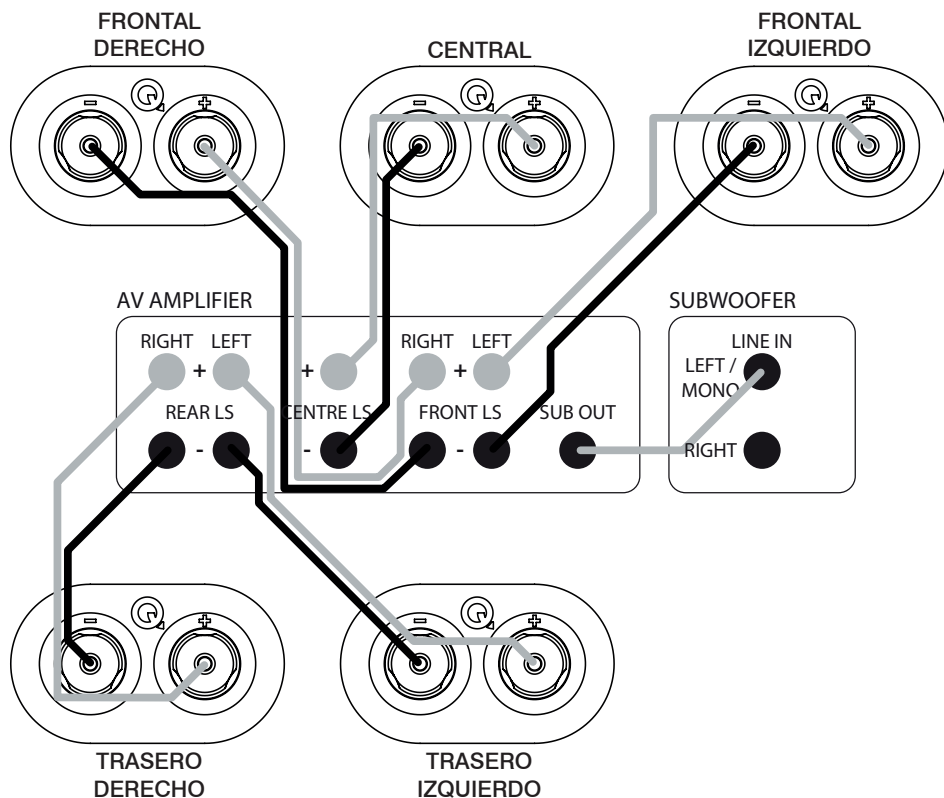 FRONTAL
DERECHO
CENTRAL
FRONTAL
IZQUIERDO
- +
- +
- +
AV AMPLIFIER
SUBWOOFER
RIGHT LEFT
RIGHT LEFT
LINE IN
+ + +
LEFT /
MONO
REAR LS
CENTRE LS
FRONT LS
SUB OUT
- - -
RIGHT
- +
- +
TRASERO
DERECHO
TRASERO
IZQUIERDO